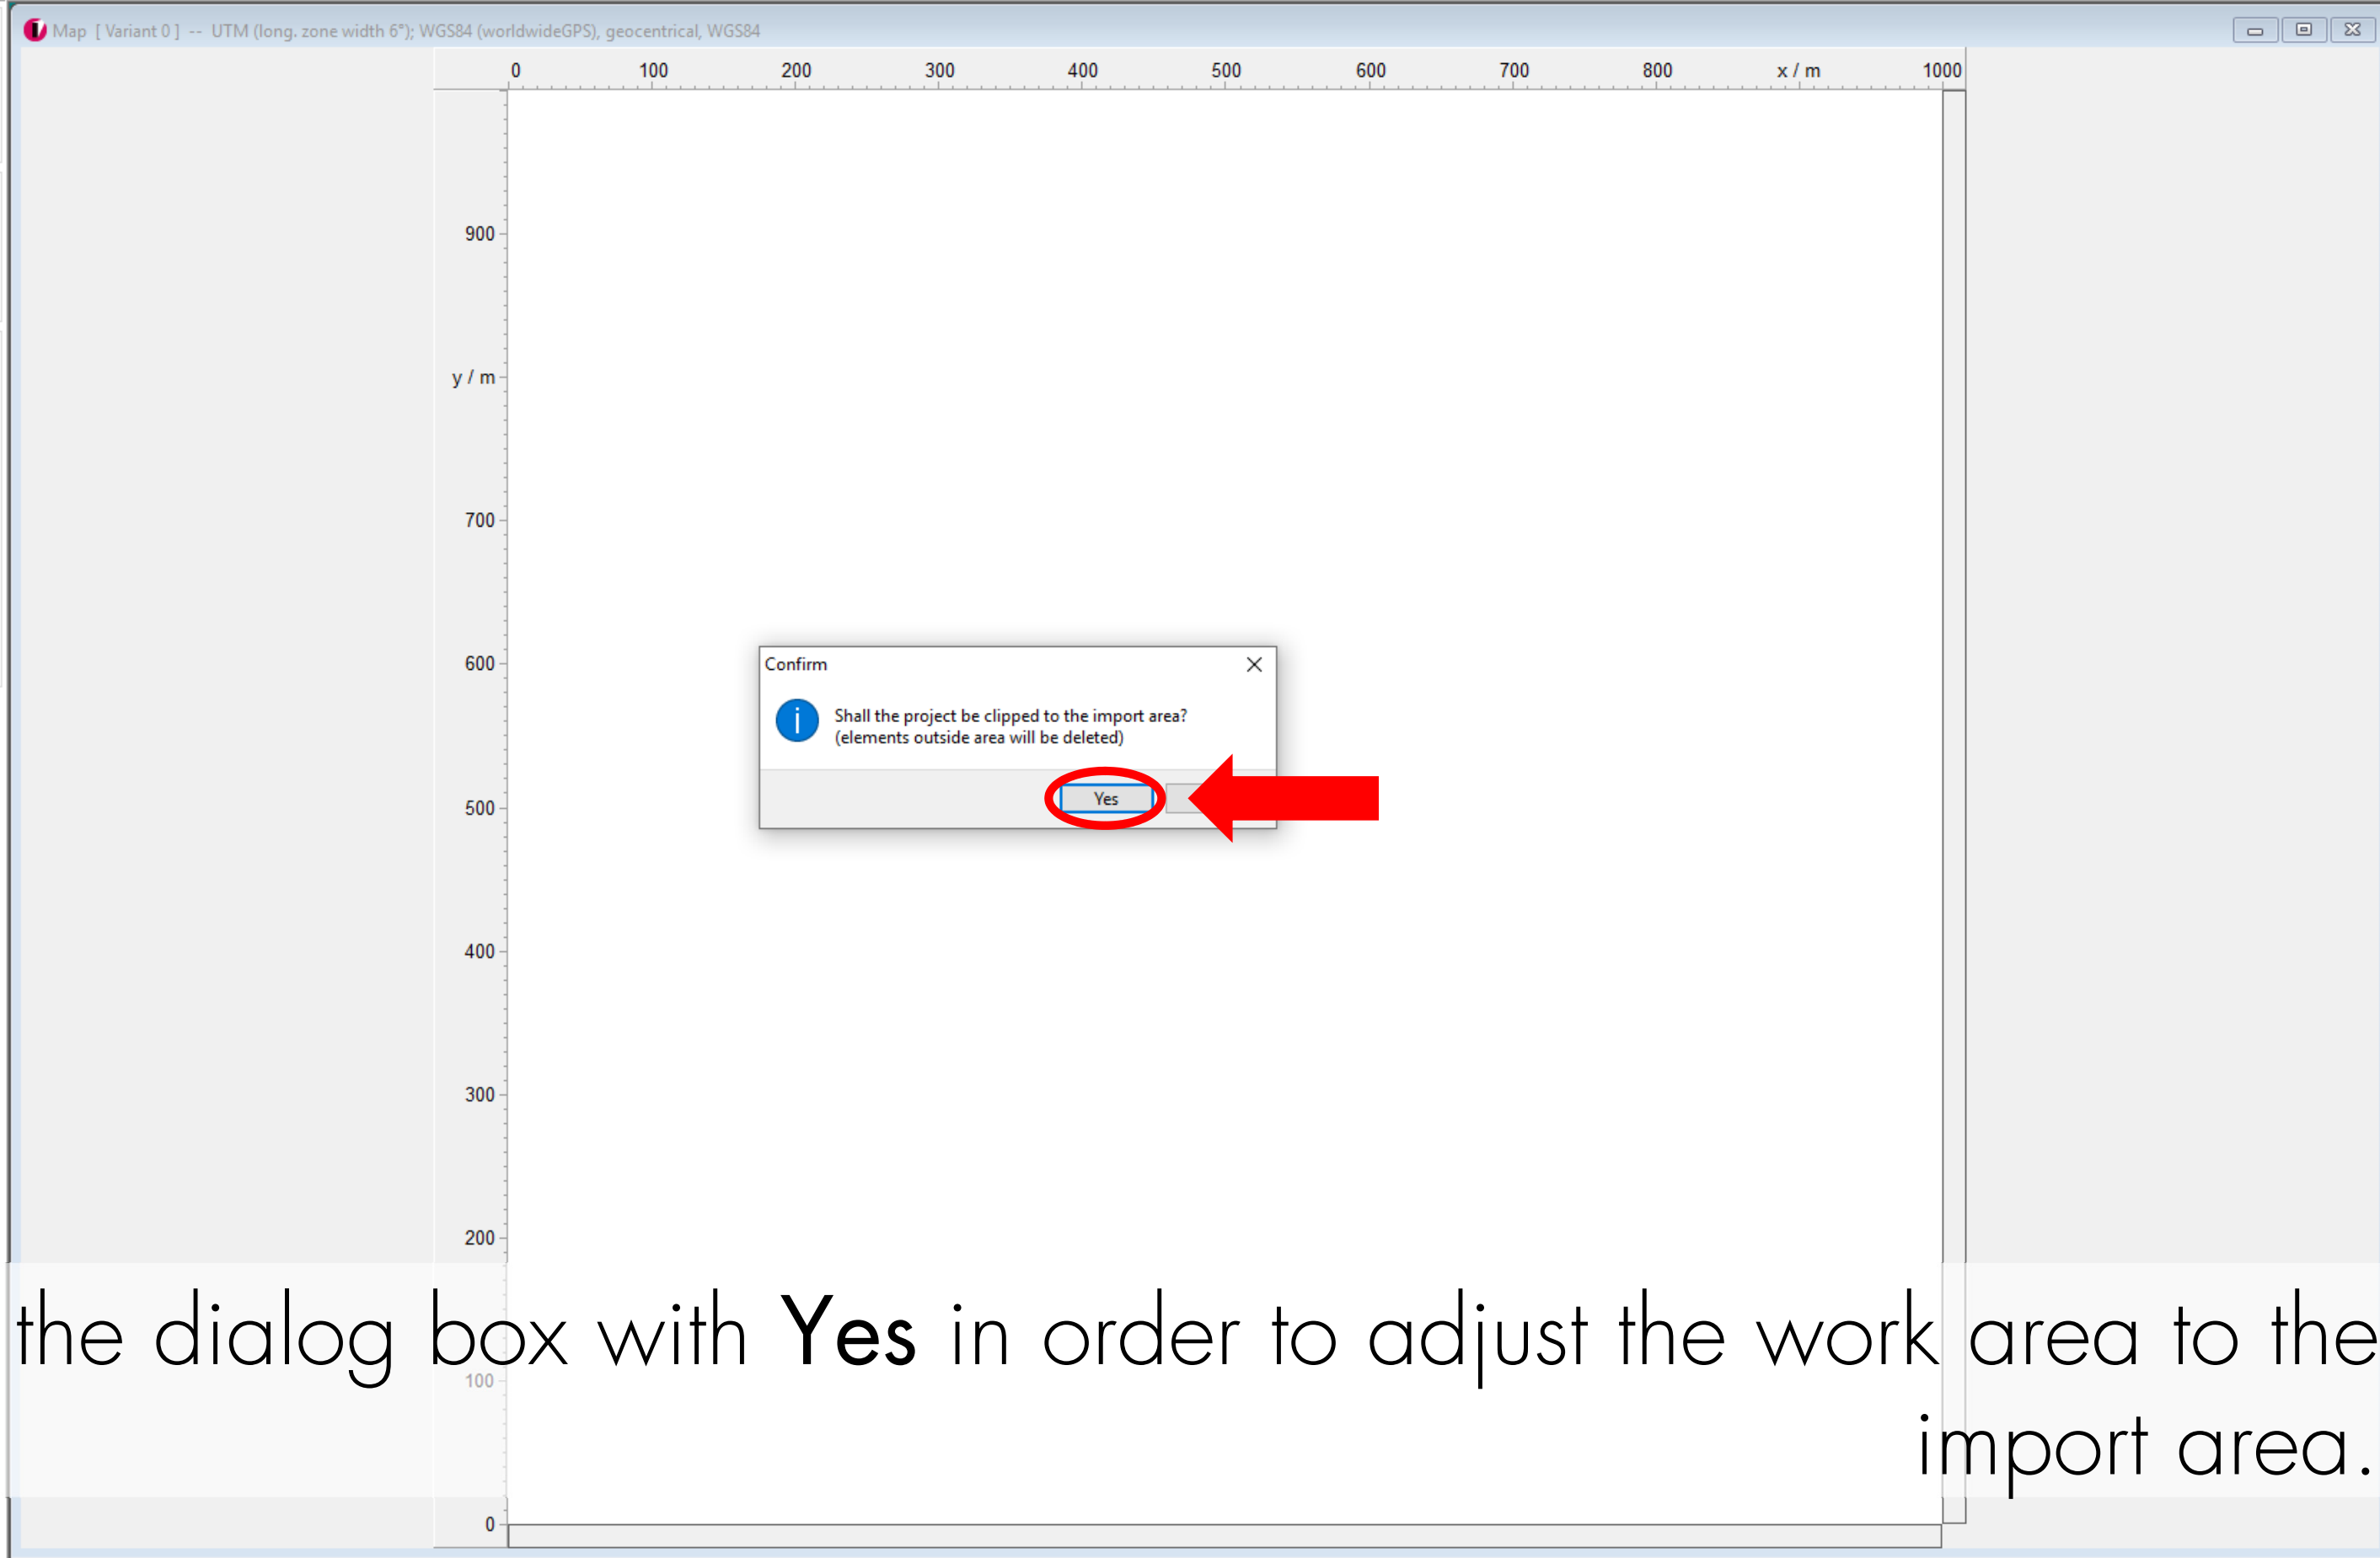 Map [ Variant 0 ] -- UTM (long. zone width 6°); WGS84 (worldwideGPS), geocentrical, WGS84
0 100 200 300 400 500 600 700 800 x / m 1000
900
y / m
700
600
Confirm
Shall the project be clipped to the import area?
(elements outside area will be deleted)
Yes
500
400
300
200
the dialog box with Yes in order to adjust the work area to the
100
import area.
0